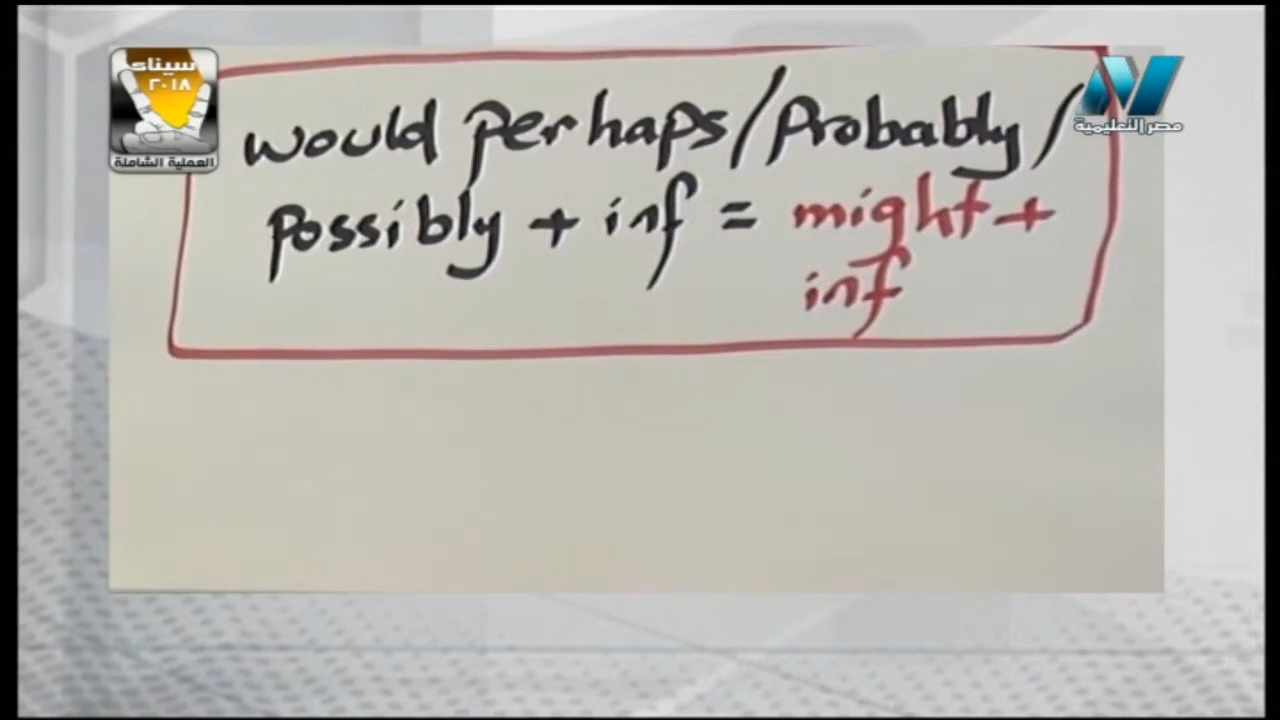 سيناء
٢٠١٨
العملية الشاملة
مصر التعليمية
would perhaps/Probably/
Possibly + inf = might +
inf